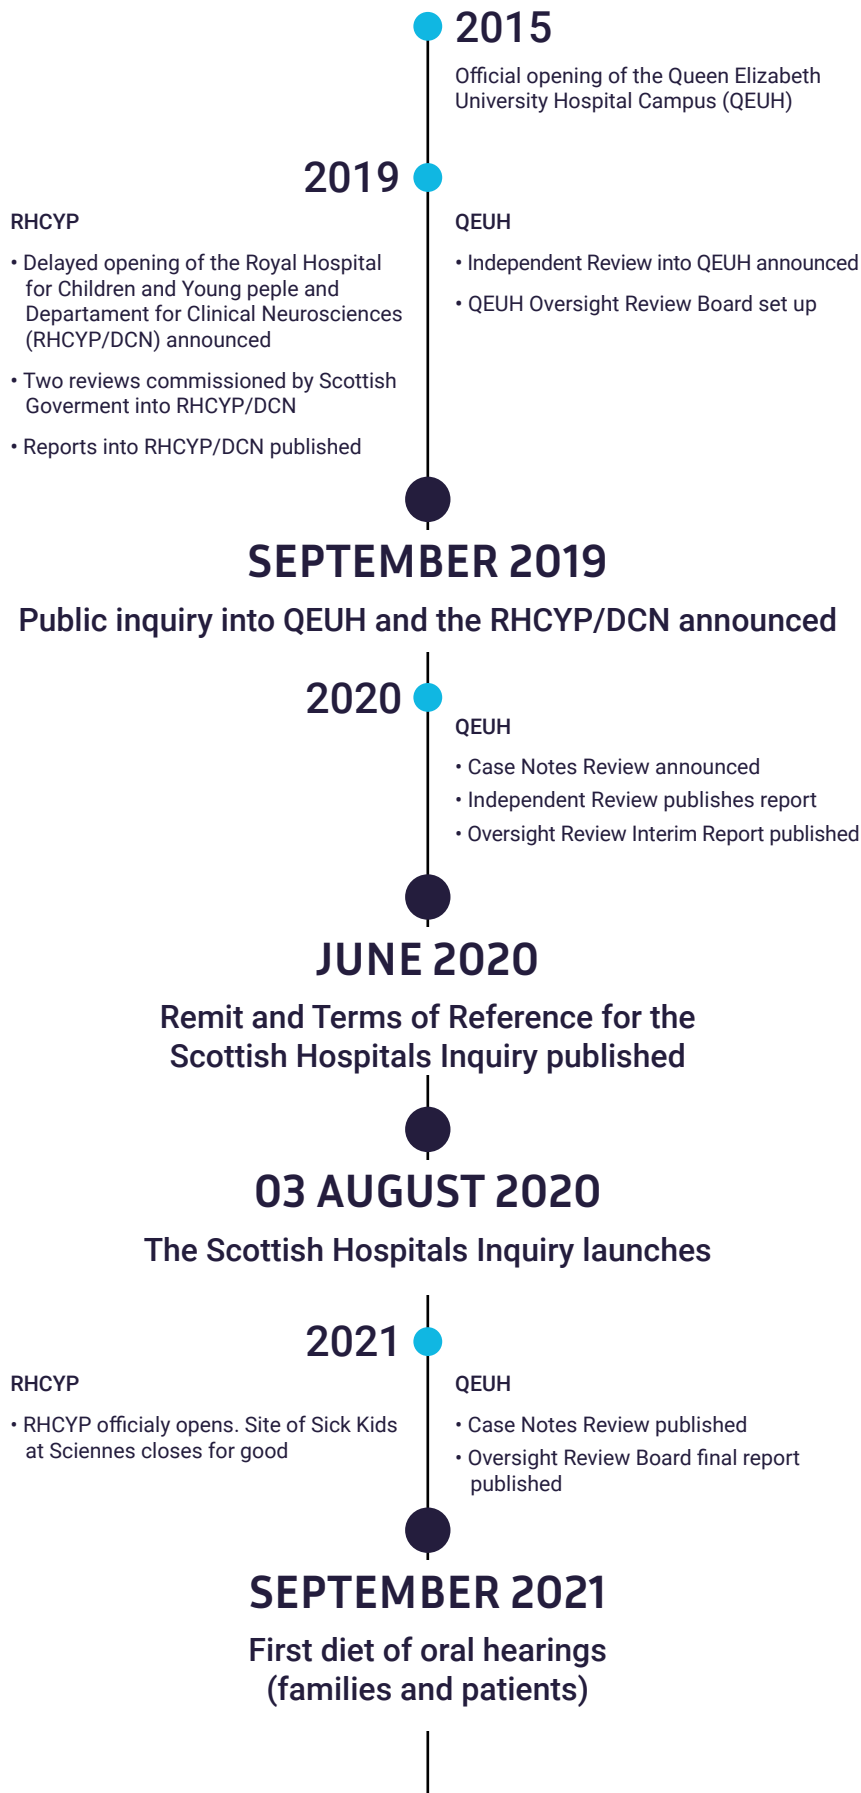 2015
Official opening of the Queen Elizabeth
University Hospital Campus (QEUH)
2019
RHCYP
• Delayed opening of the Royal Hospital
for Children and Young peple and
Departament for Clinical Neurosciences
(RHCYP/DCN) announced
• Two reviews commissioned by Scottish
Goverment into RHCYP/DCN
• Reports into RHCYP/DCN published
QEUH
• Independent Review into QEUH announced
• QEUH Oversight Review Board set up
SEPTEMBER 2019
Public inquiry into QEUH and the RHCYP/DCN announced
2020
QEUH
• Case Notes Review announced
• Independent Review publishes report
• Oversight Review Interim Report published
JUNE 2020
Remit and Terms of Reference for the
Scottish Hospitals Inquiry published
03 AUGUST 2020
The Scottish Hospitals Inquiry launches
2021
RHCYP
• RHCYP officialy opens. Site of Sick Kids
at Sciennes closes for good
QEUH
• Case Notes Review published
• Oversight Review Board final report
published
SEPTEMBER 2021
First diet of oral hearings
(families and patients)